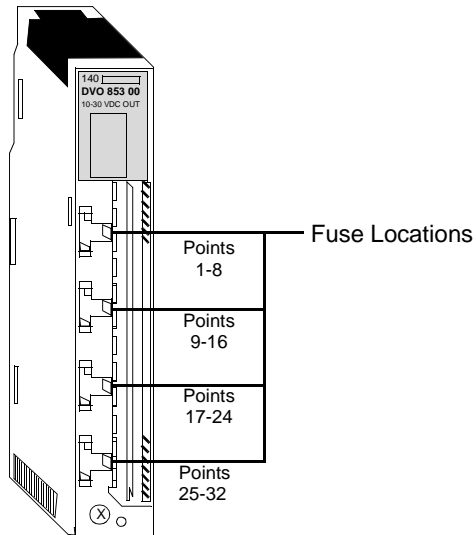 140
DVO 853 00
10-30 VDC OUT
Fuse Locations
Points
1-8
Points
9-16
Points
17-24
Points
25-32
X